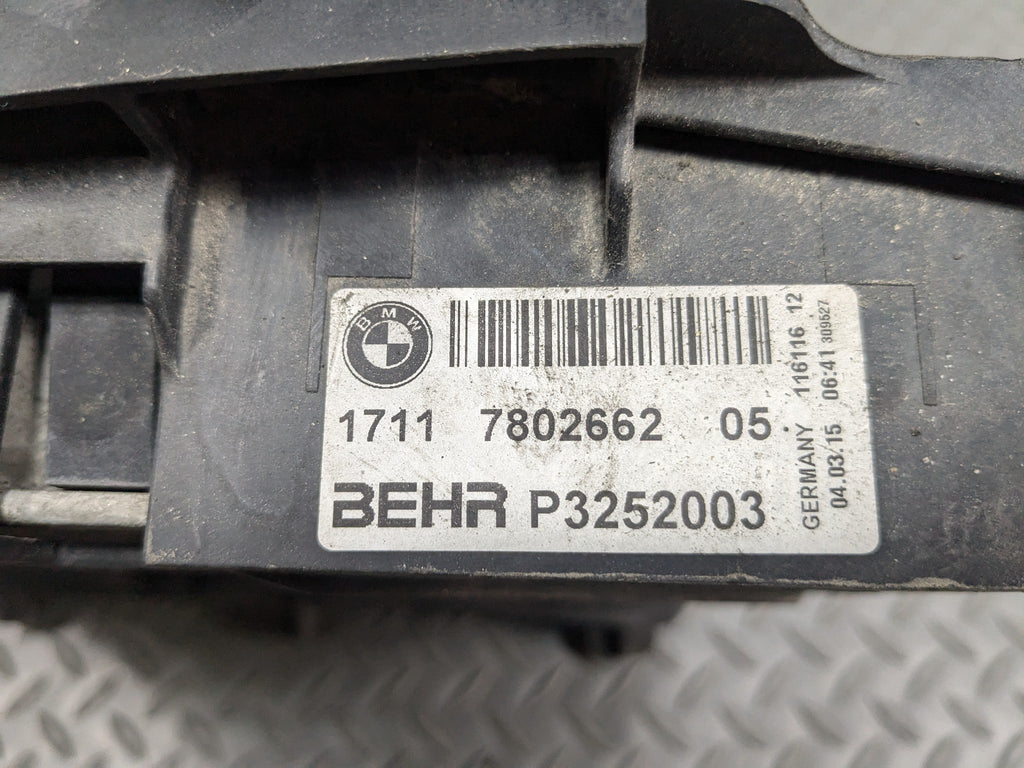 BMW
1711 7802662 05
BEHR P3252003
GERMANY 116116 12
04.03.15 06:41 309527